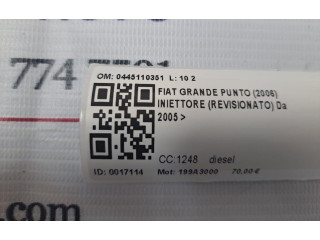 774 7581
OM: 0445110351 L: 10 2
FIAT GRANDE PUNTO (2006)
INIETTORE (REVISIONATO) Da
2005 >
CC:1248 diesel
ID: 0017114 Mot: 199A3000 70,00 €